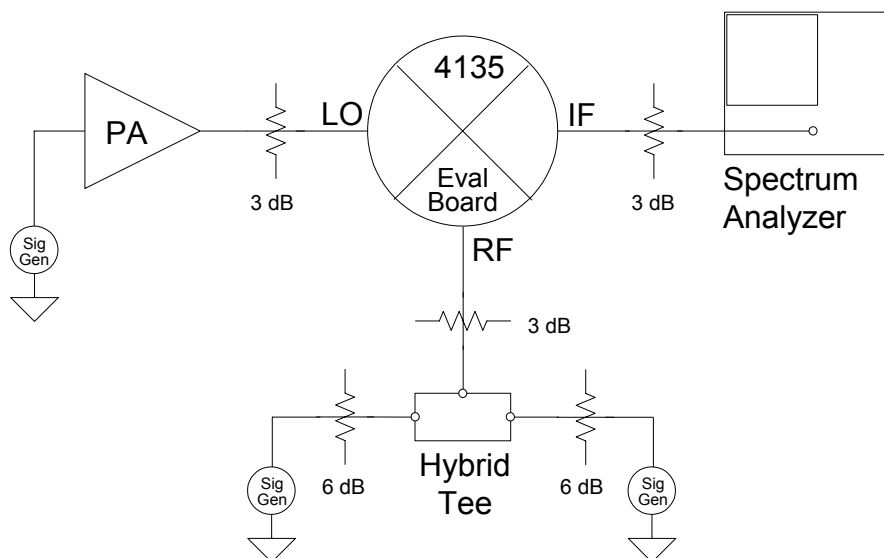 4135
PA
LO
IF
3 dB
Eval
Board
3 dB
Spectrum
Analyzer
Sig
Gen
RF
3 dB
6 dB
Hybrid
Tee
6 dB
Sig
Gen
Sig
Gen